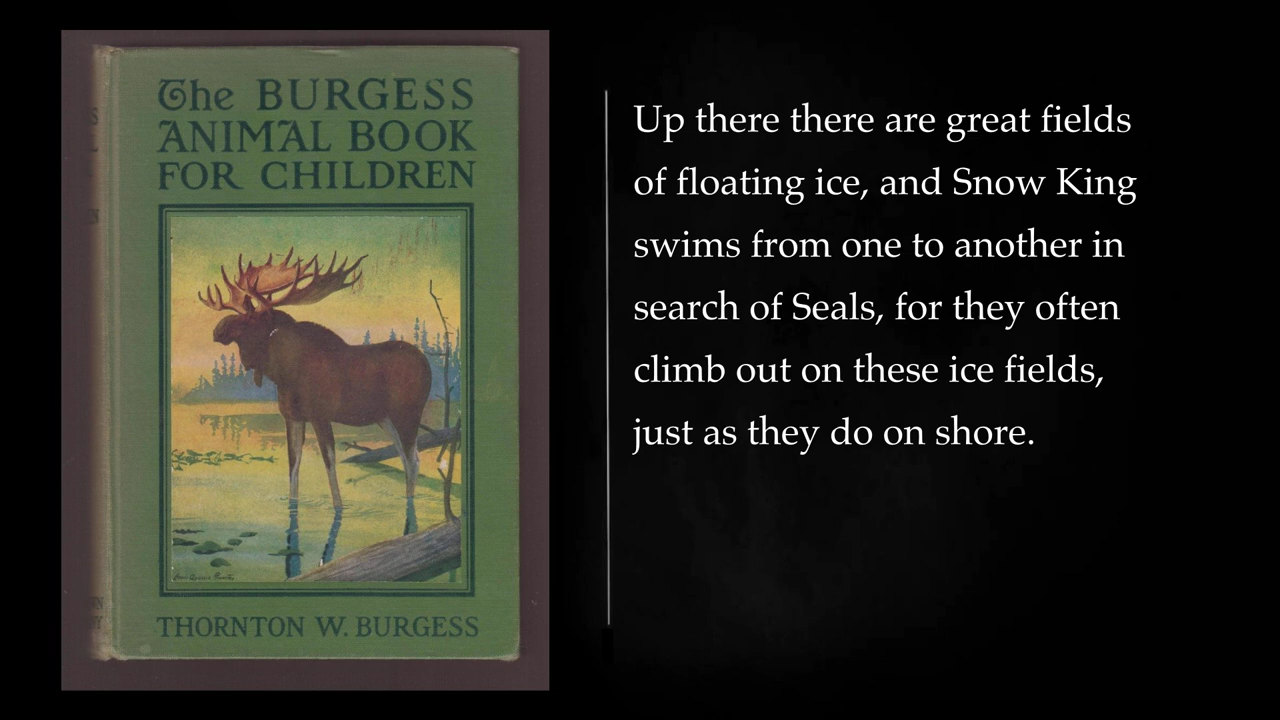 The BURGESS
ANIMAL BOOK
FOR CHILDREN
THORNTON W. BURGESS
Up there there are great fields
of floating ice, and Snow King
swims from one to another in
search of Seals, for they often
climb out on these ice fields,
just as they do on shore.